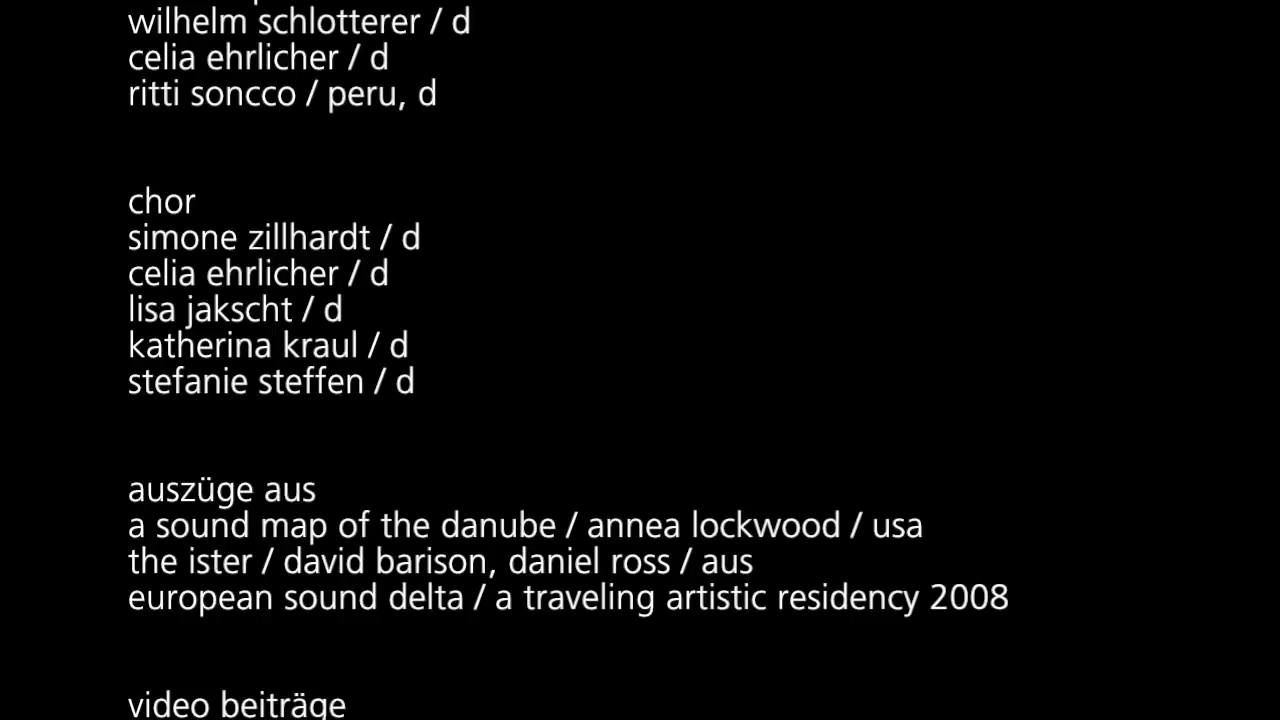 wilhelm schlotterer / d
celia ehrlicher / d
ritti soncco / peru, d
chor
simone zillhardt / d
celia ehrlicher / d
lisa jakscht / d
katherina kraul / d
stefanie steffen / d
auszüge aus
a sound map of the danube / annea lockwood / usa
the ister / david barison, daniel ross / aus
european sound delta / a traveling artistic residency 2008
video beiträge